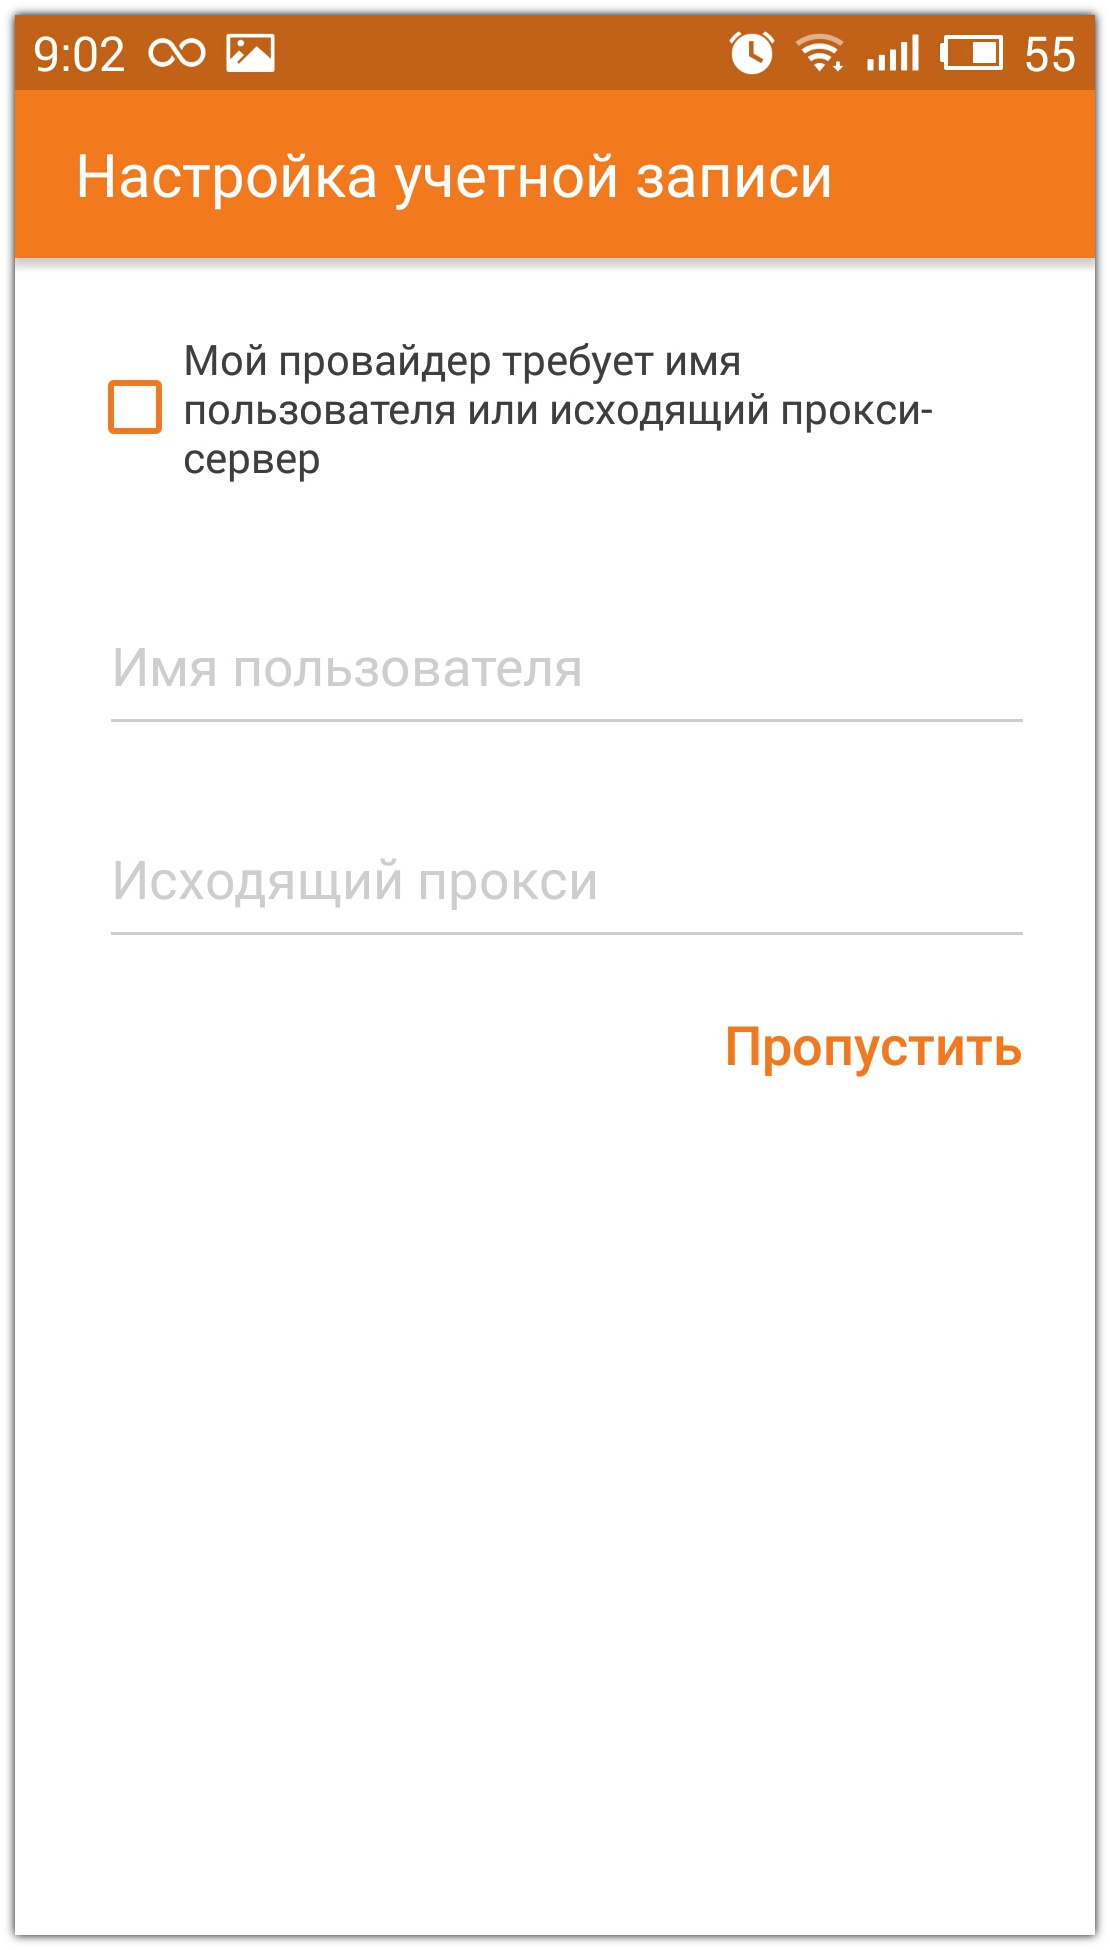 9:02 55
Настройка учетной записи
Мой провайдер требует имя
пользователя или исходящий прокси-
сервер
Имя пользователя
Исходящий прокси
Пропустить